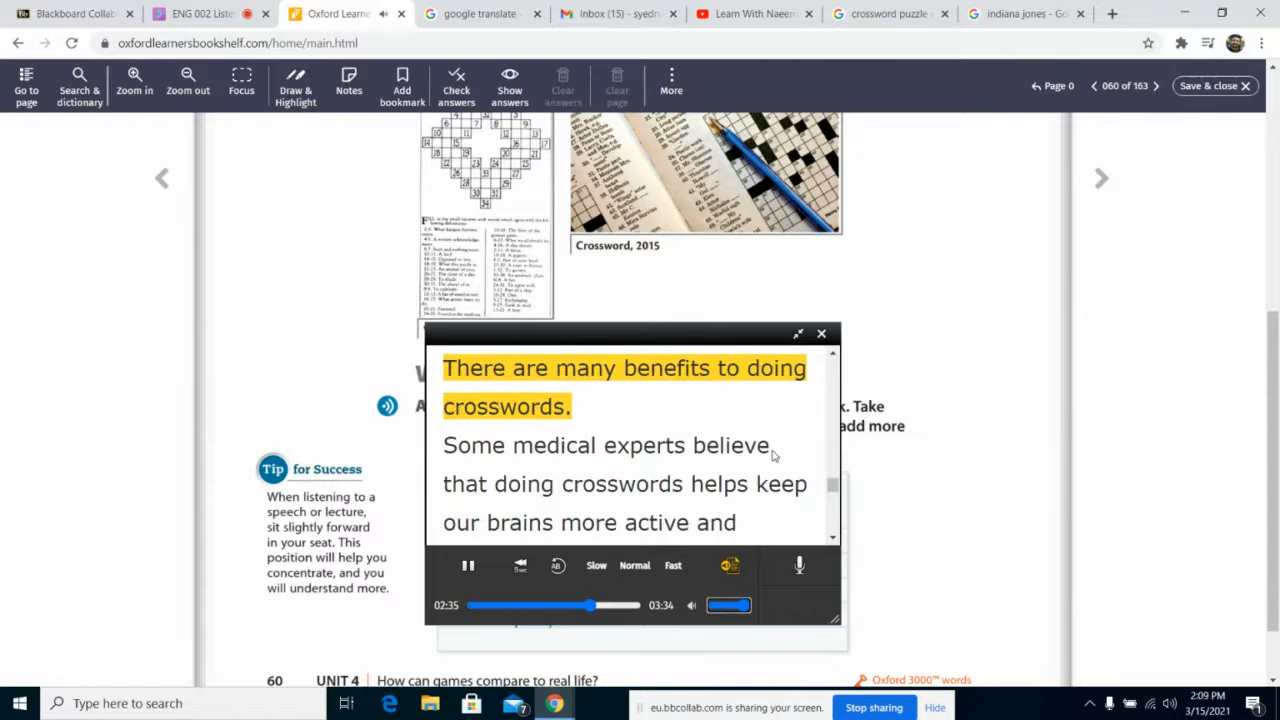 Blackboard Collab
ENG 002 Liste
Oxford Learne
google translate -
Inbox (15) - syedna
Learn With Naeem
crossword puzzle e
indiana jones - Go
oxfordlearnersbookshelf.com/home/main.html
Go to page
Search & dictionary
Zoom in
Zoom out
Focus
Draw & Highlight
Notes
Add bookmark
Check answers
Show answers
Clear answers
Clear page
More
Page 0
060 of 163
Save & close X
Crossword, 2015
There are many benefits to doing
crosswords.
Some medical experts believe
that doing crosswords helps keep
our brains more active and
k. Take
add more
Tip for Success
When listening to a
speech or lecture,
sit slightly forward
in your seat. This
position will help you
concentrate, and you
will understand more.
5 sec
AB
Slow
Normal
Fast
02:35
03:34
60 UNIT 4 How can games compare to real life?
Oxford 3000™ words
Type here to search
7
eu.bbcollab.com is sharing your screen.
Stop sharing
Hide
2:09 PM
3/15/2021
1